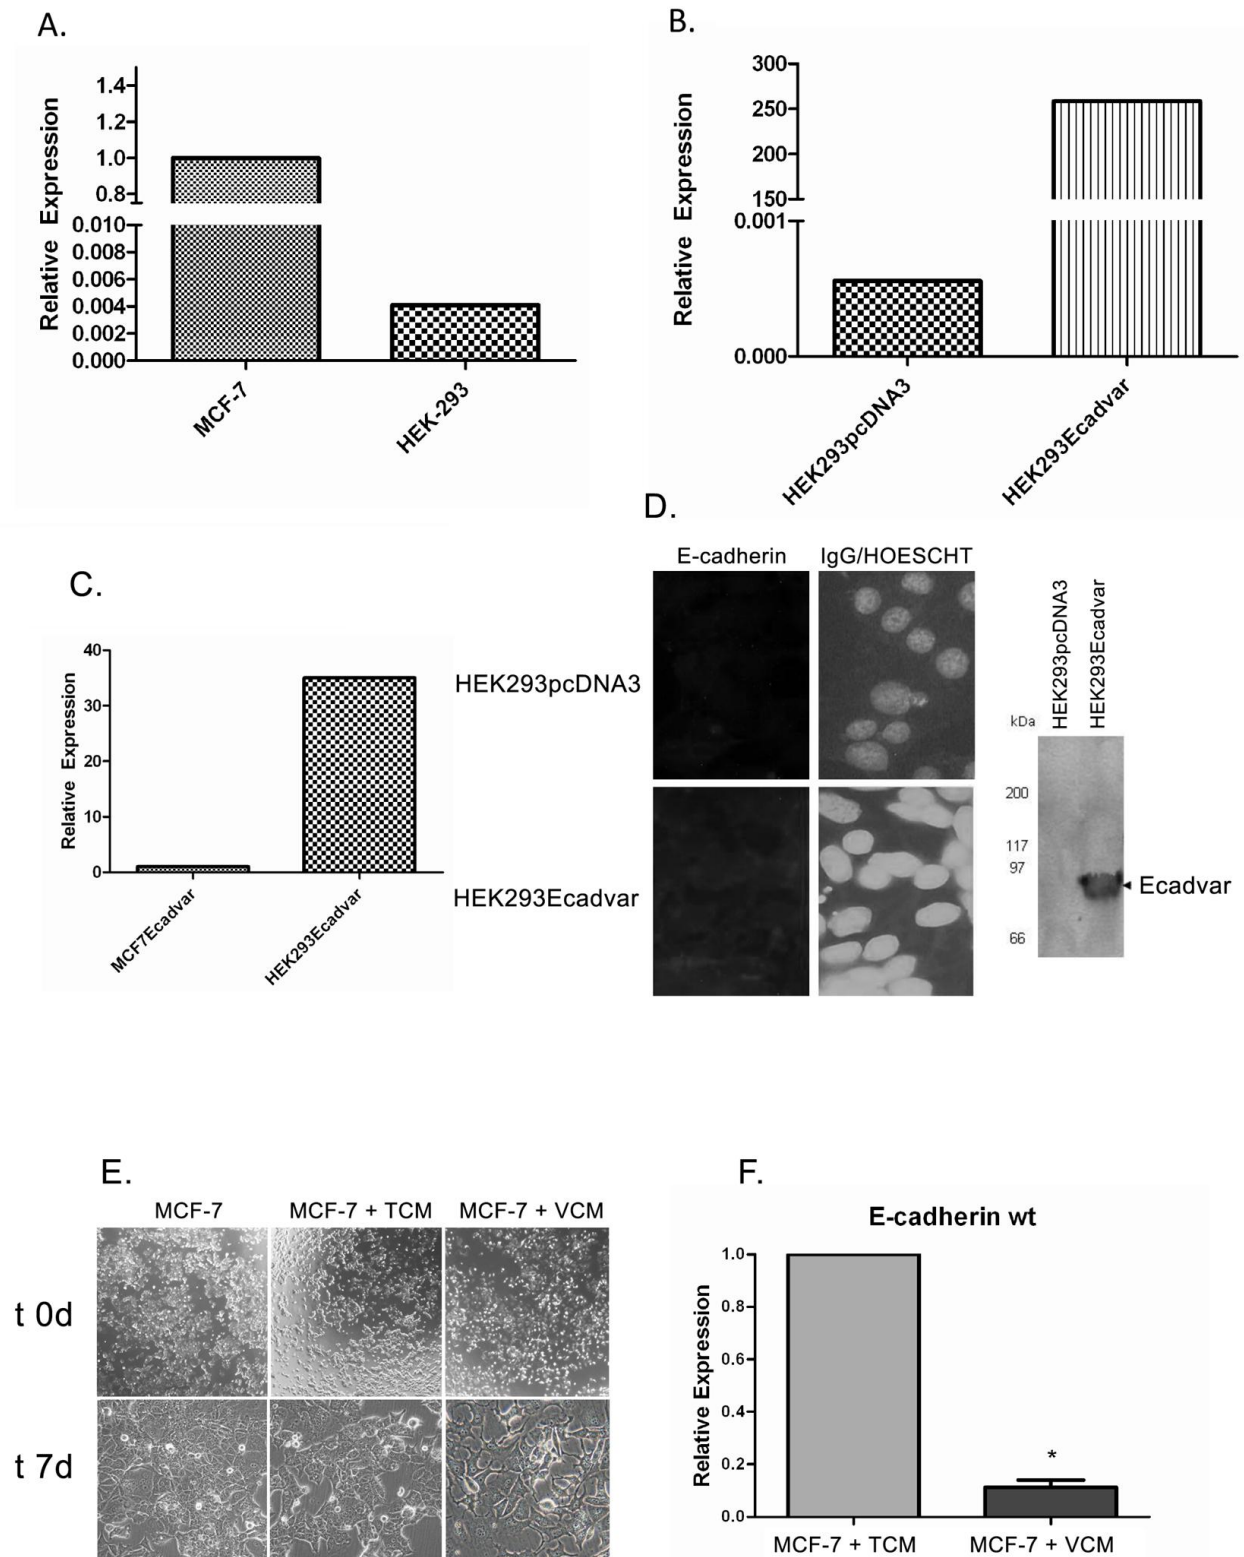 A.
Relative Expression
1.4
1.2
1.0
0.8
0.010
0.008
0.006
0.004
0.002
0.000
MCF-7
HEK-293
B.
Relative Expression
300
250
200
150
0.001
0.000
HEK293pcDNA3
HEK293Ecadvar
C.
Relative Expression
40
30
20
10
0
MCF7Ecadvar
HEK293Ecadvar
D.
E-cadherin IgG/HOESCHT
HEK293pcDNA3
HEK293Ecadvar
HEK293pcDNA3
HEK293Ecadvar
kDa
200
117
97
66
Ecadvar
E.
MCF-7 MCF-7 + TCM MCF-7 + VCM
t 0d
t 7d
F.
E-cadherin wt
Relative Expression
1.0
0.8
0.6
0.4
0.2
0.0
*
MCF-7 + TCM MCF-7 + VCM